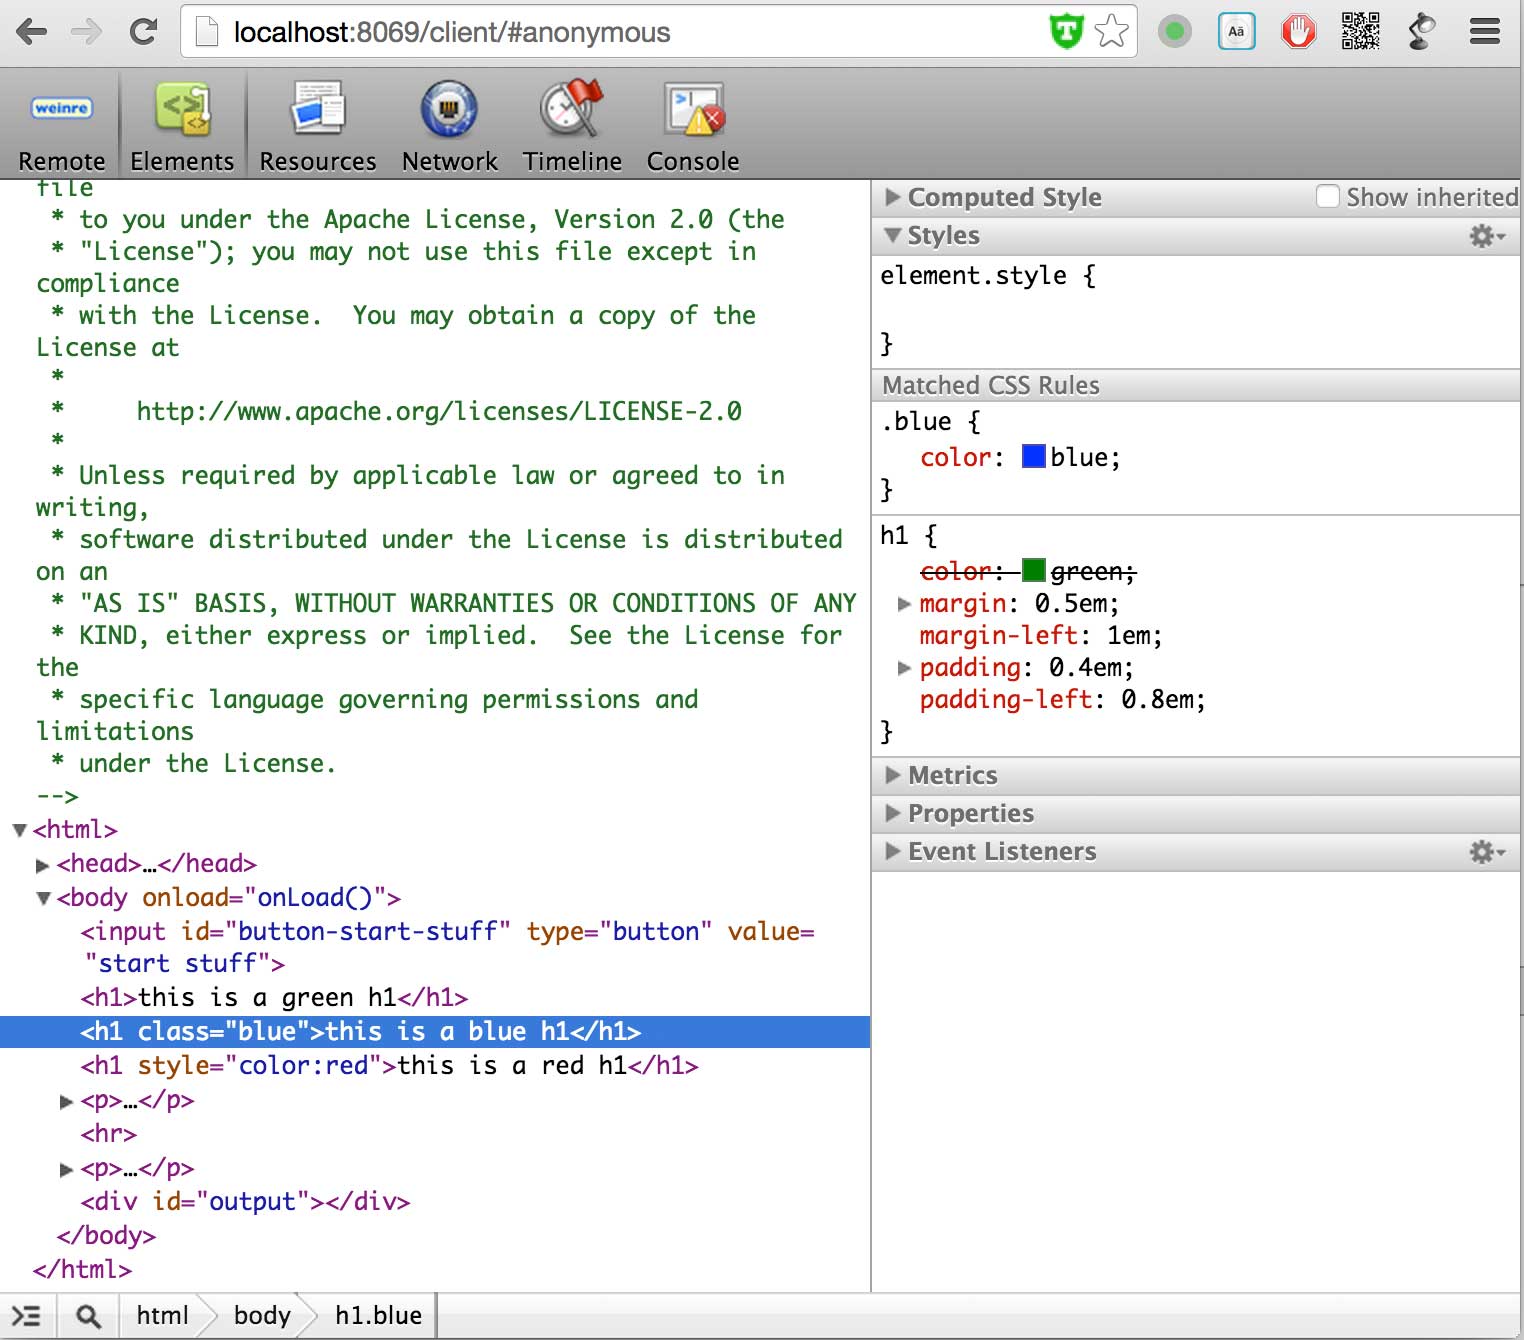 localhost:8069/client/#anonymous
Aä
weinre
Remote
Elements
Resources
Network
Timeline
Console
file
* to you under the Apache License, Version 2.0 (the
* "License"); you may not use this file except in
compliance
* with the License.  You may obtain a copy of the
License at
*
*     http://www.apache.org/licenses/LICENSE-2.0
*
* Unless required by applicable law or agreed to in
writing,
* software distributed under the License is distributed
on an
* "AS IS" BASIS, WITHOUT WARRANTIES OR CONDITIONS OF ANY
* KIND, either express or implied.  See the License for
the
* specific language governing permissions and
limitations
* under the License.
-->
<html>
<head>…</head>
<body onload="onLoad()">
<input id="button-start-stuff" type="button" value=
"start stuff">
<h1>this is a green h1</h1>
<h1 class="blue">this is a blue h1</h1>
<h1 style="color:red">this is a red h1</h1>
<p>…</p>
<hr>
<p>…</p>
<div id="output"></div>
</body>
</html>
html
body
h1.blue
Computed Style
Show inherited
Styles
element.style {
}
Matched CSS Rules
.blue {
color: blue;
}
h1 {
color: green;
margin: 0.5em;
margin-left: 1em;
padding: 0.4em;
padding-left: 0.8em;
}
Metrics
Properties
Event Listeners